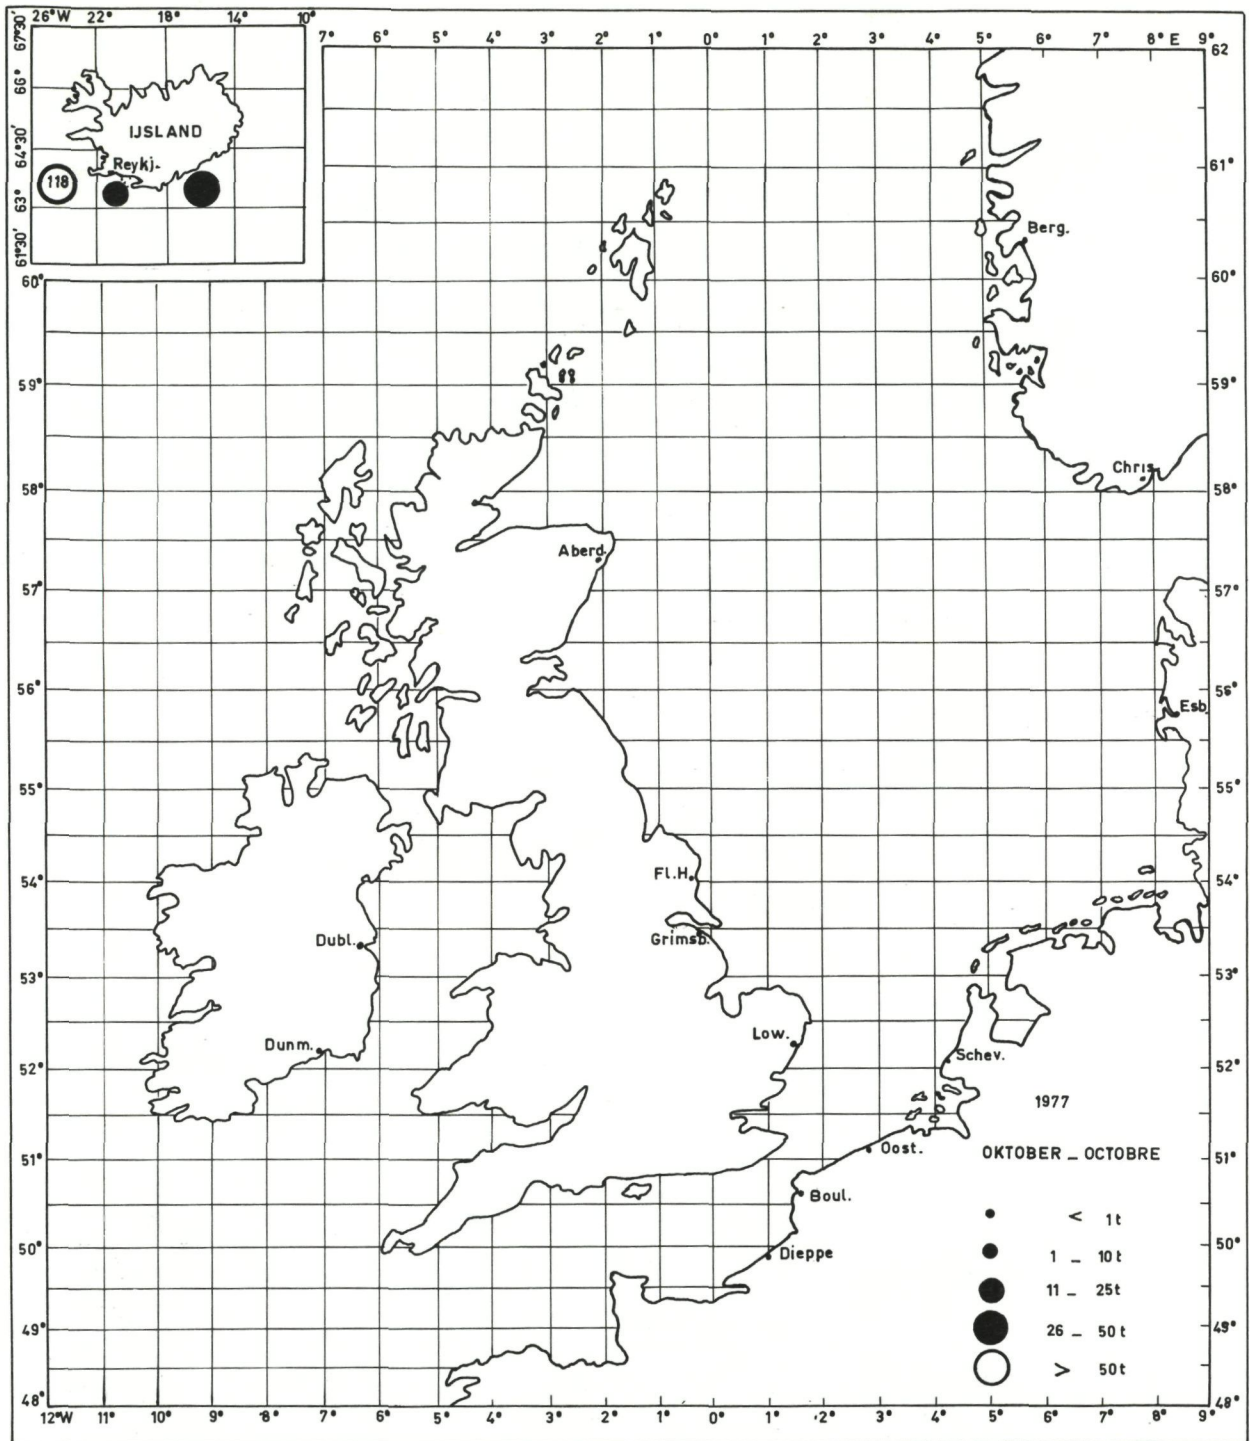 26°W 22° 18° 14° 10°
67°30'
66°
64°30'
63°
61°30'
IJSLAND
Reykj.
118
7° 6° 5° 4° 3° 2° 1° 0° 1° 2° 3° 4° 5° 6° 7° 8° E 9°
62
61°
60° 60°
59° 59°
58° 58°
57° 57°
56° 56°
55° 55°
54° 54°
53° 53°
52° 52°
51° 51°
50° 50°
49° 49°
48° 48°
Berg.
Chris
Aberd.
Esb
Fl.H.
Grimsb.
Dubl.
Dunm.
Low.
Schev.
Oost.
Boul.
Dieppe
1977
OKTOBER _ OCTOBRE
< 1t
1 _ 10t
11 _ 25t
26 _ 50t
> 50t
12°W 11° 10° 9° 8° 7° 6° 5° 4° 3° 2° 1° 0° 1° 2° 3° 4° 5° 6° 7° 8° 9°